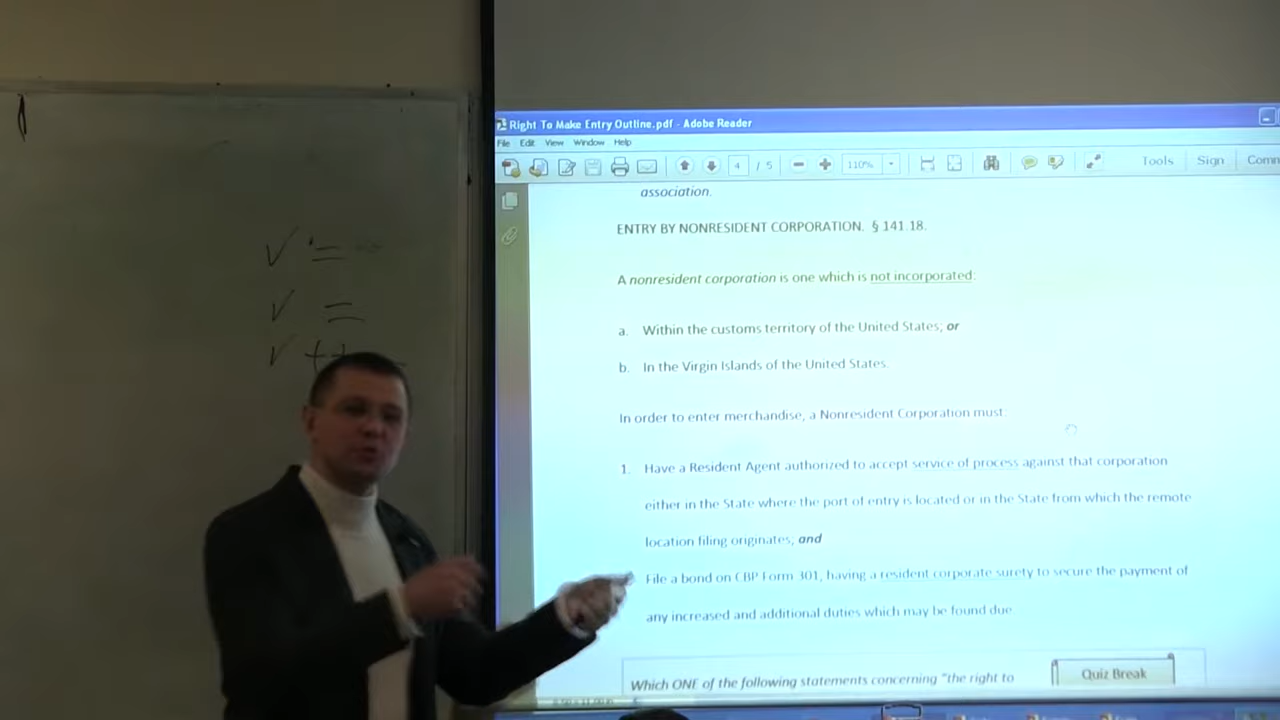 Right To Make Entry Outline.pdf - Adobe Reader
File Edit View Window Help
4 / 5 110% Tools Sign Comm
association.
ENTRY BY NONRESIDENT CORPORATION. § 141.18.
A nonresident corporation is one which is not incorporated:
a. Within the customs territory of the United States; or
b. In the Virgin Islands of the United States.
In order to enter merchandise, a Nonresident Corporation must:
1. Have a Resident Agent authorized to accept service of process against that corporation
either in the State where the port of entry is located or in the State from which the remote
location filing originates; and
File a bond on CBP Form 301, having a resident corporate surety to secure the payment of
any increased and additional duties which may be found due.
Which ONE of the following statements concerning "the right to
Quiz Break